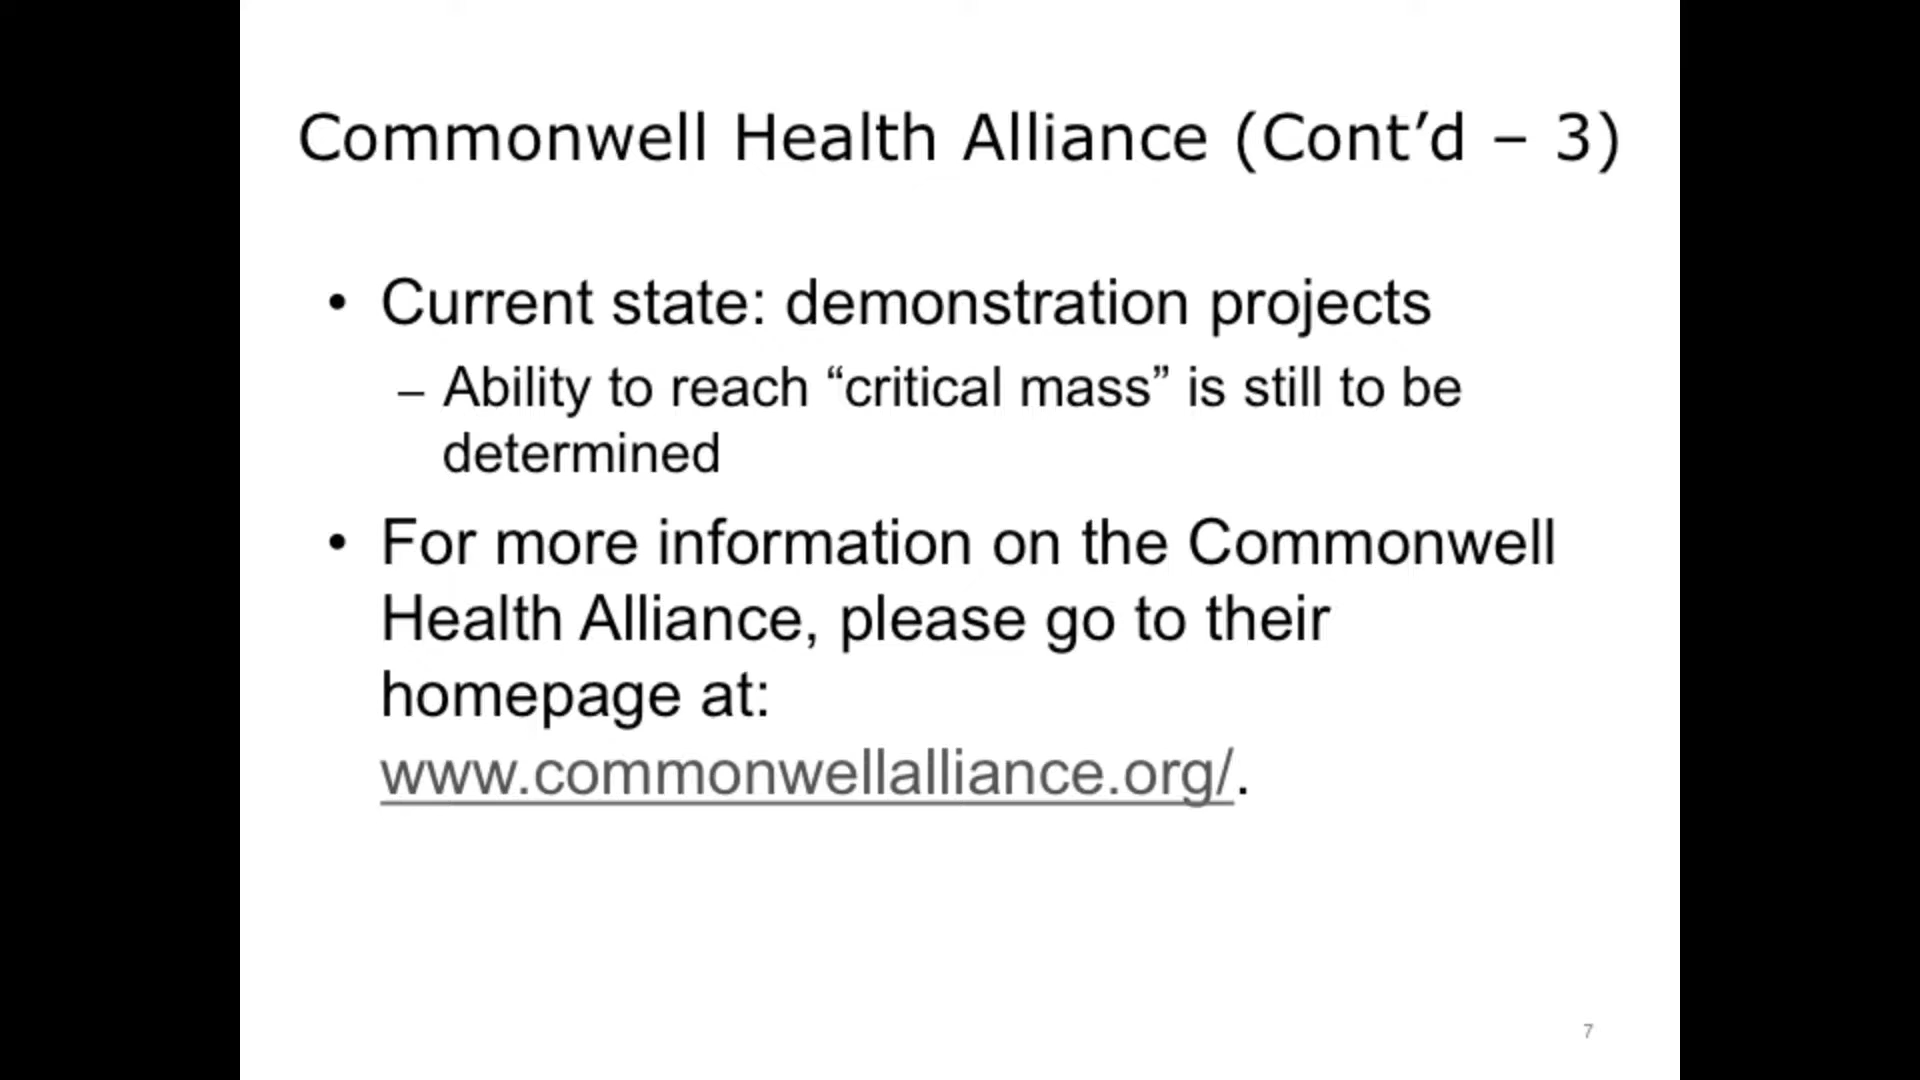 Commonwell Health Alliance (Cont’d – 3)
• Current state: demonstration projects
– Ability to reach “critical mass” is still to be
determined
• For more information on the Commonwell
Health Alliance, please go to their
homepage at:
www.commonwellalliance.org/.
7